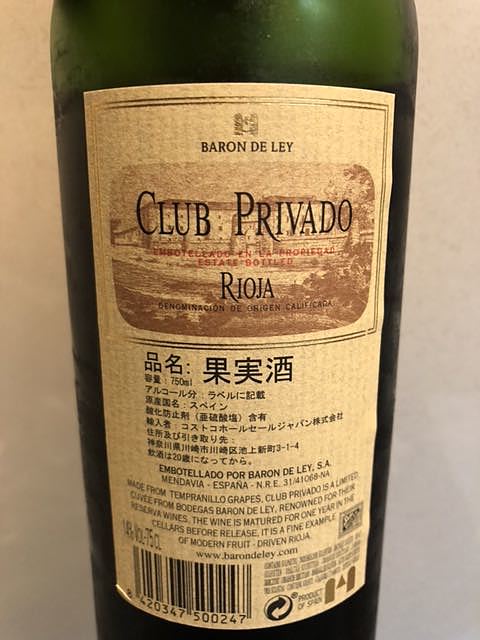 BARON DE LEY
CLUB PRIVADO
EMBOTELLADO EN LA PROPIEDAD
ESTATE BOTTLED
RIOJA
DENOMINACIÓN DE ORIGEN CALIFICADA
品名: 果実酒
容量：750ml
アルコール分：ラベルに記載
原産国名：スペイン
酸化防止剤（亜硫酸塩）含有
輸入者：コストコホールセールジャパン株式会社
住所及び引き取り先：
神奈川県川崎市川崎区池上新町3-1-4
飲酒は20歳になってから。
EMBOTELLADO POR BARON DE LEY, S.A.
MENDAVIA - ESPAÑA - N.R.E. 31/41068-NA
MADE FROM TEMPRANILLO GRAPES, CLUB PRIVADO IS A LIMITED
CUVÉE FROM BODEGAS BARON DE LEY, RENOWNED FOR THEIR
RESERVA WINES. THE WINE IS MATURED FOR ONE YEAR IN THE
CELLARS BEFORE RELEASE, IT IS A FINE EXAMPLE
OF MODERN FRUIT - DRIVEN RIOJA.
www.barondeley.com
75CL
PRODUCT
OF SPAIN
8 420347 500247